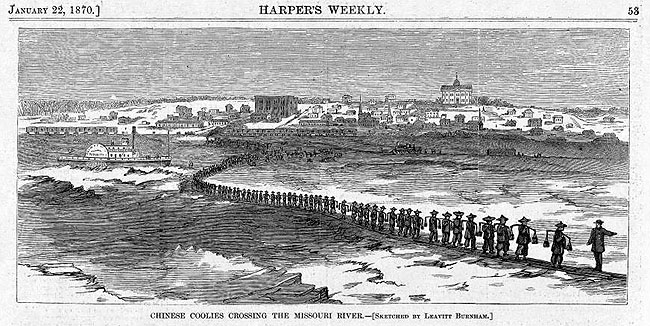 January 22, 1870.] HARPER'S WEEKLY. 53
CHINESE COOLIES CROSSING THE MISSOURI RIVER.—[Sketched by Leavitt Burnham.]